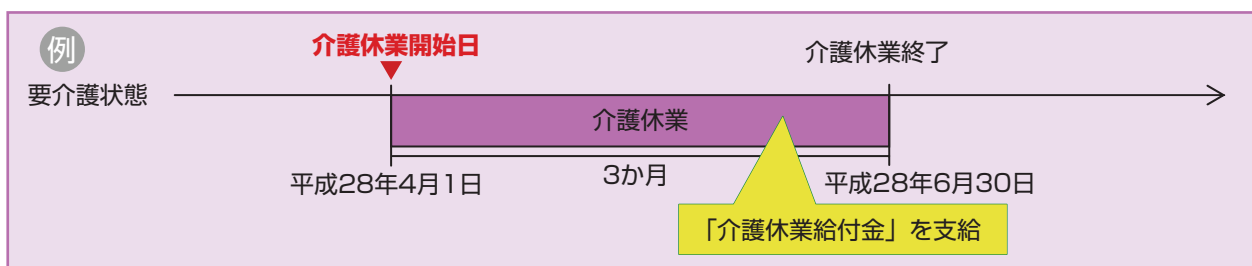 例
介護休業開始日
介護休業終了
要介護状態
介護休業
3か月
平成28年4月1日
平成28年6月30日
「介護休業給付金」を支給